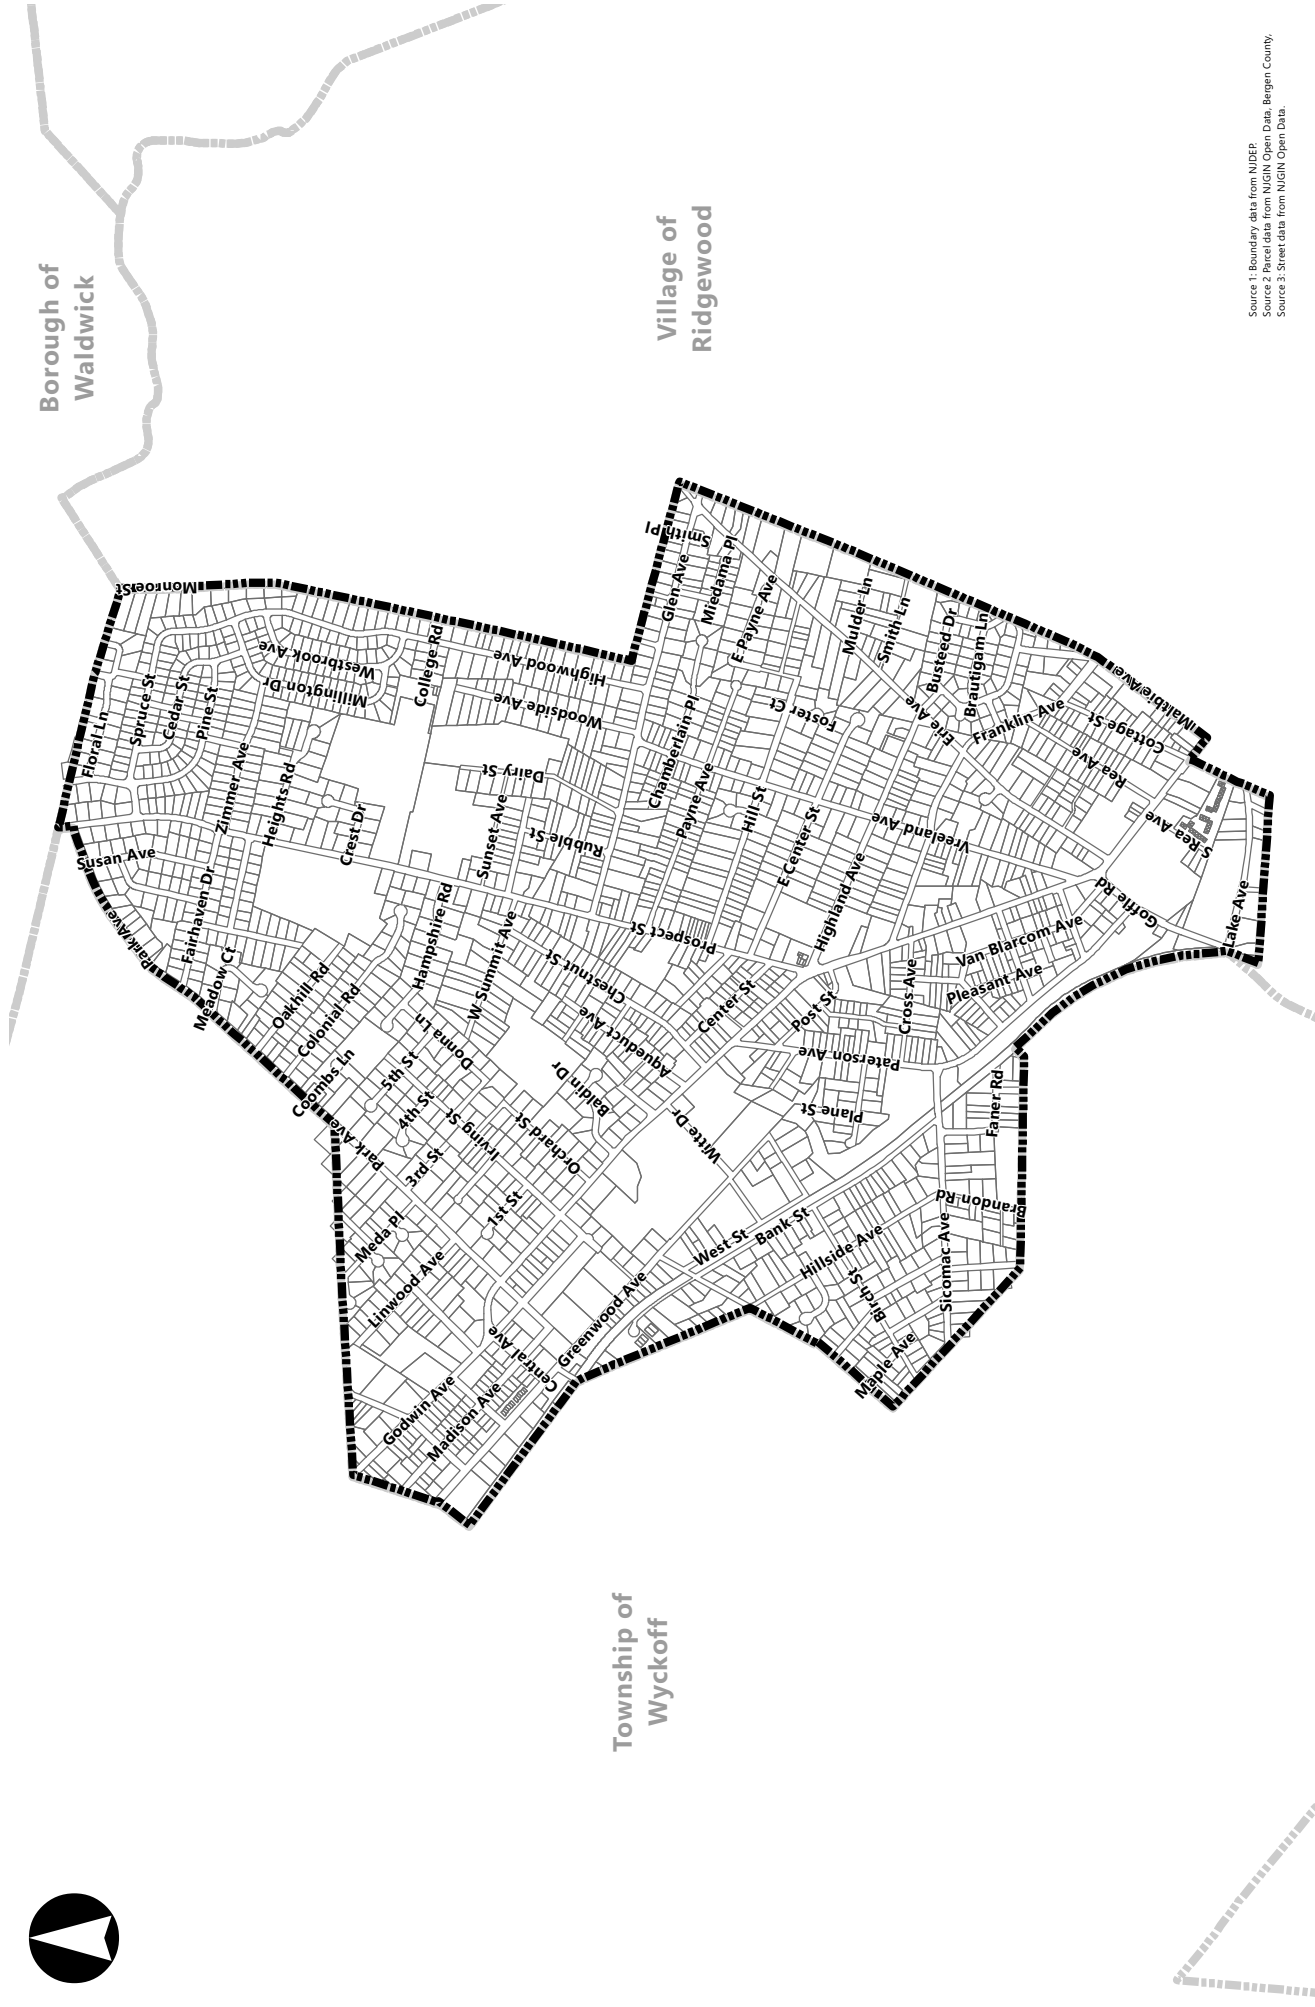 Borough of
Waldwick
Village of
Ridgewood
Township of
Wyckoff
Source 1: Boundary data from NJDEP.
Source 2 Parcel data from NJGIN Open Data, Bergen County,
Source 3: Street data from NJGIN Open Data.
Monroe St
Floral Ln
Spruce St
Cedar St
Pine St
Westbrook Ave
Millington Dr
College Rd
Highwood Ave
Woodside Ave
Zimmer Ave
Heights Rd
Crest Dr
Dairy St
Sunset Ave
Rubble St
Susan Ave
Park Ave
Fairhaven Dr
Meadow Ct
Oakhill Rd
Colonial Rd
Coombs Ln
Hampshire Rd
W Summit Ave
Chestnut St
Aqueduct Ave
Prospect St
Smith Pl
Glen Ave
Miedama Pl
E Payne Ave
Chamberlain Pl
Payne Ave
Foster Ct
Hill St
E Center St
Highland Ave
Vreeland Ave
Mulder Ln
Smith Ln
Busteed Dr
Brautigam Ln
Erie Ave
Franklin Ave
Cottage St
Rea Ave
Maltbie Ave
S Rea Ave
Goffle Rd
Lake Ave
Van Blarcom Ave
Pleasant Ave
Cross Ave
Post St
Center St
Paterson Ave
Plane St
Faner Rd
Brandon Rd
Sicomac Ave
Donna Ln
5th St
4th St
3rd St
1st St
Irving St
Orchard St
Baldin Dr
Witte Dr
Park Ave
Meda Pl
Linwood Ave
West St
Bank St
Hillside Ave
Birch St
Maple Ave
Greenwood Ave
Central Ave
Godwin Ave
Madison Ave